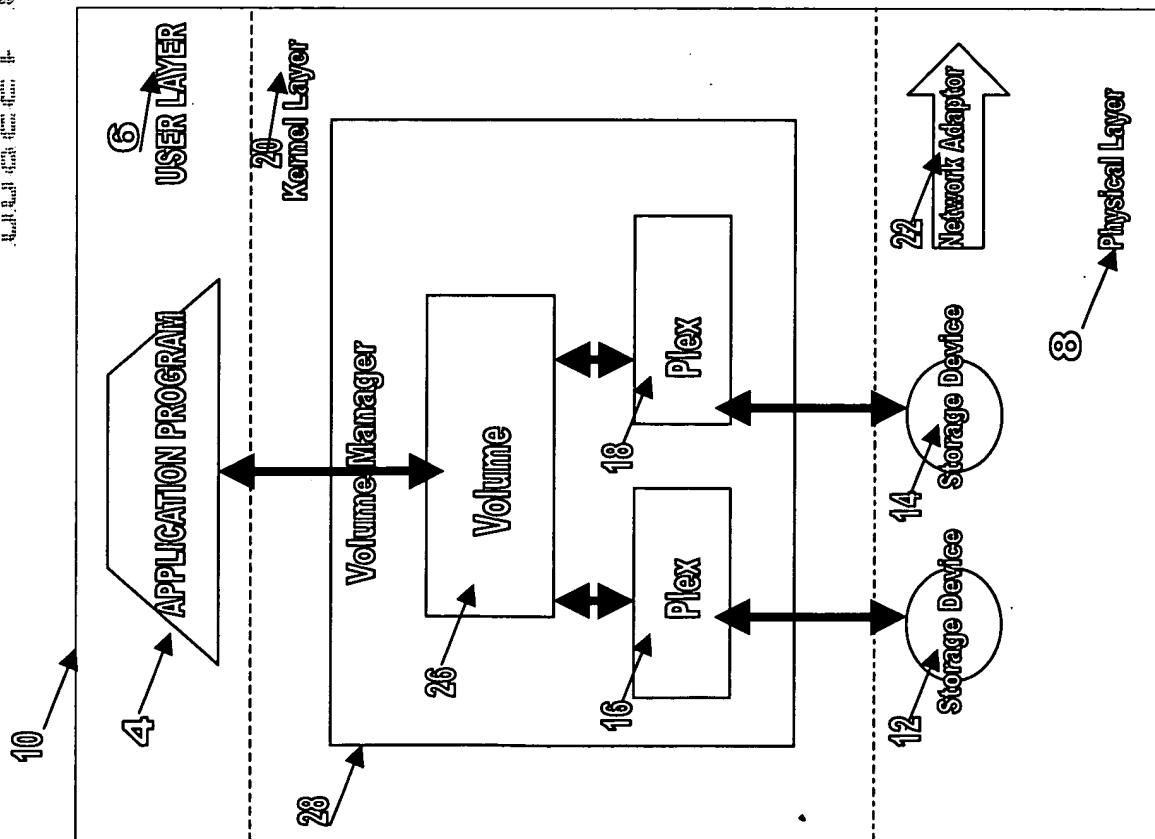 10
6
USER LAYER
4
APPLICATION PROGRAM
20
Kernel Layer
28
Volume Manager
26
Volume
16
Plex
18
Plex
12
Storage Device
14
Storage Device
22
Network Adaptor
8
Physical Layer